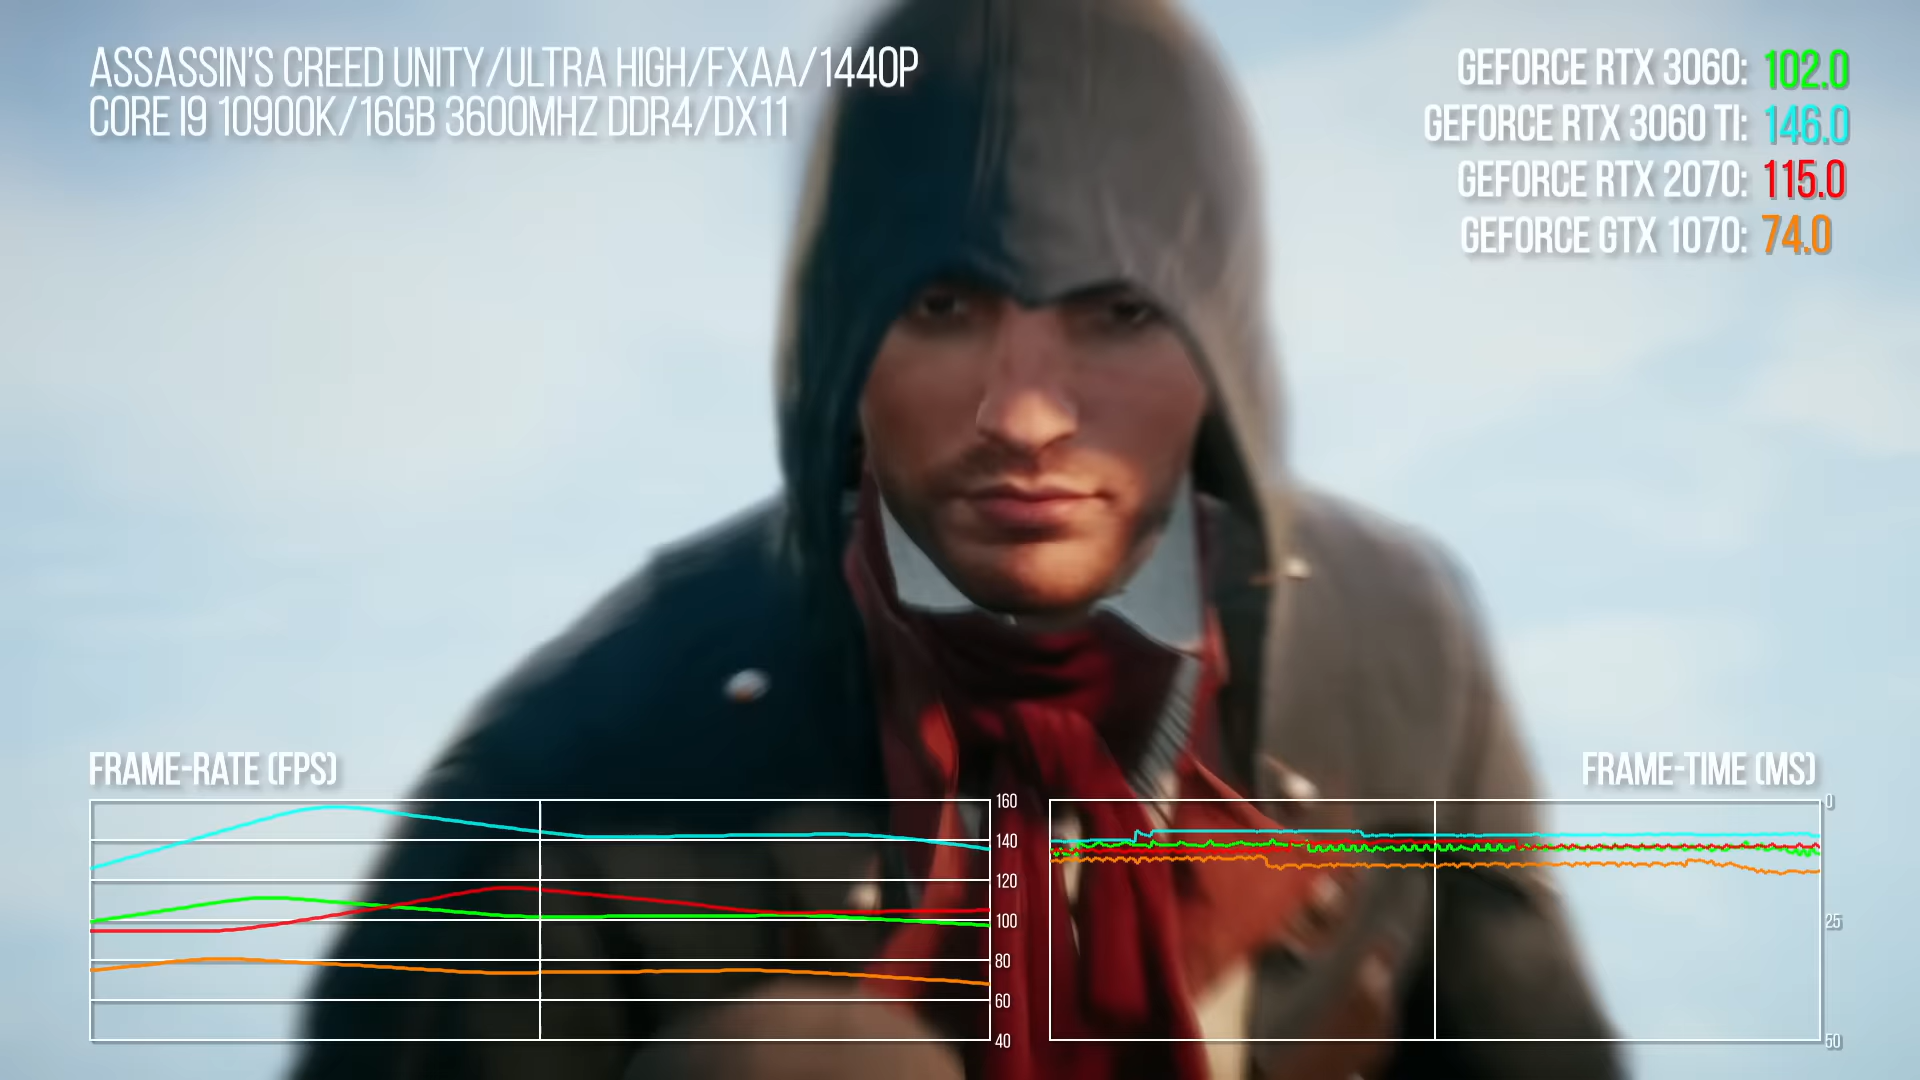 ASSASSIN'S CREED UNITY/ULTRA HIGH/FXAA/1440P
CORE I9 10900K/16GB 3600MHZ DDR4/DX11
GEFORCE RTX 3060: 102.0
GEFORCE RTX 3060 TI: 146.0
GEFORCE RTX 2070: 115.0
GEFORCE GTX 1070: 74.0
FRAME-RATE (FPS)
160
140
120
100
80
60
40
FRAME-TIME (MS)
0
25
50